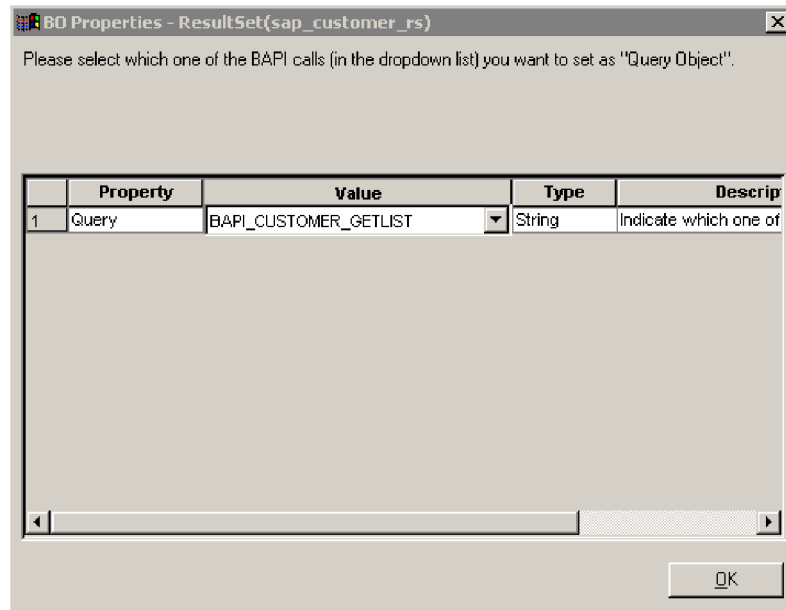 BO Properties - ResultSet(sap_customer_rs)
Please select which one of the BAPI calls (in the dropdown list) you want to set as "Query Object".
Property Value Type Descrip
1 Query BAPI_CUSTOMER_GETLIST String Indicate which one of
OK